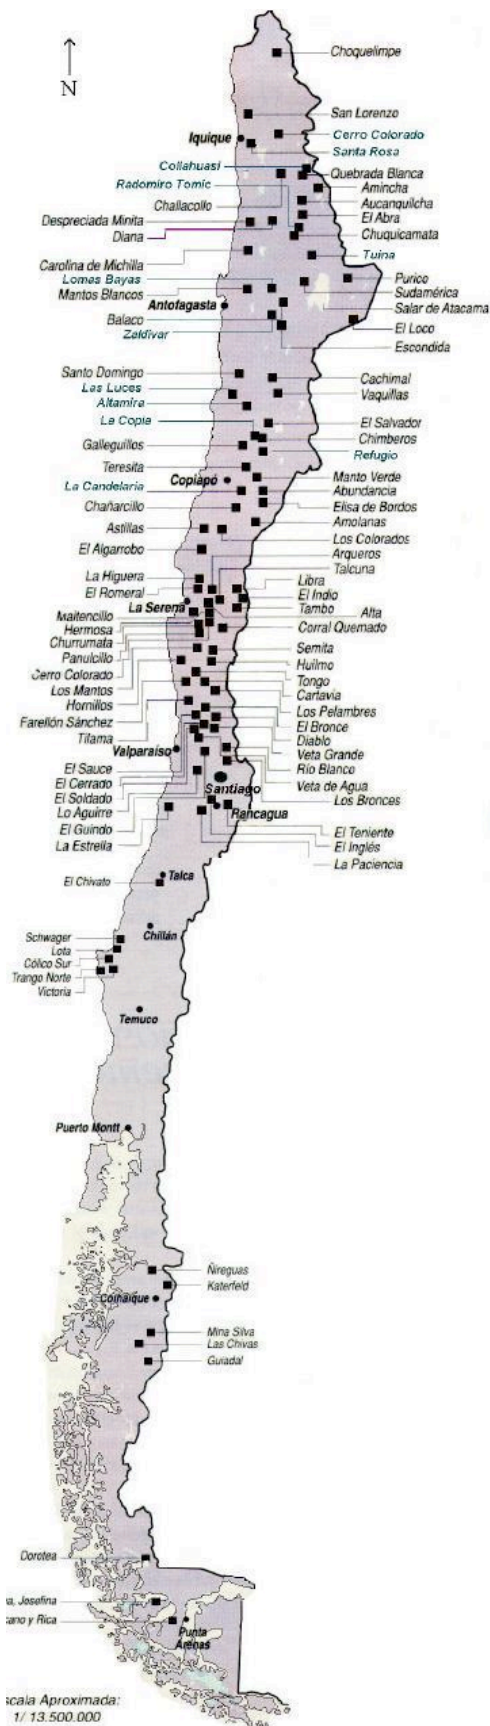 N
Choquelimpe
San Lorenzo
Iquique
Cerro Colorado
Santa Rosa
Collahuasi
Quebrada Blanca
Radomiro Tomic
Amincha
Challacollo
Aucanquilcha
Despreciada Minita
El Abra
Diana
Chuquicamata
Carolina de Michilla
Tuina
Lomas Bayas
Purico
Mantos Blancos
Sudamérica
Antofagasta
Salar de Atacama
Balaco
El Loco
Zaldivar
Escondida
Santo Domingo
Cachimal
Las Luces
Vaquillas
Altamira
La Copia
El Salvador
Galleguillos
Chimberos
Refugio
Teresita
Copiapó
Manto Verde
La Candelaria
Abundancia
Chañarcillo
Elisa de Bordos
Astillas
Amolanas
Los Colorados
El Algarrobo
Arqueros
Talcuna
La Higuera
Libra
El Romeral
El Indio
La Serena
Tambo
Maitencillo
Alta
Hermosa
Corral Quemado
Churrumata
Panulcillo
Semita
Cerro Colorado
Huilmo
Los Mantos
Tongo
Hornillos
Cartavia
Farellón Sánchez
Los Pelambres
Titama
El Bronce
Valparaíso
Diablo
Veta Grande
El Sauce
Río Blanco
El Cerrado
Santiago
Veta de Agua
El Soldado
Los Bronces
Lo Aguirre
Rancagua
El Guindo
El Teniente
La Estrella
El Inglés
La Paciencia
El Chivato
Talca
Chillán
Schwager
Lota
Cólico Sur
Trango Norte
Victoria
Temuco
Puerto Montt
Ñireguas
Katerfeld
Coihaique
Mina Silva
Las Chivas
Guiadal
Dorotea
Josefina
y Rica
Punta
Arenas
Aproximada:
1/ 13.500.000